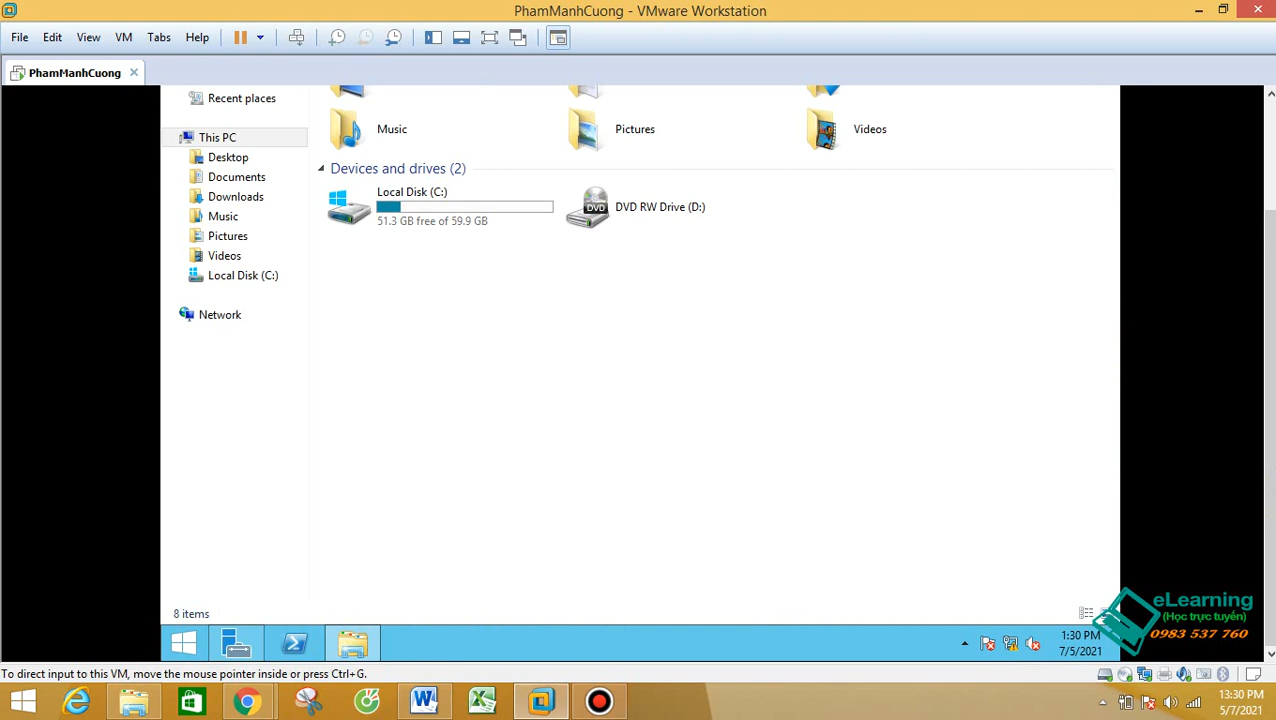 PhamManhCuong - VMware Workstation
File Edit View VM Tabs Help
PhamManhCuong
Recent places
This PC
Desktop
Documents
Downloads
Music
Pictures
Videos
Local Disk (C:)
Network
Music Pictures Videos
Devices and drives (2)
Local Disk (C:)
51.3 GB free of 59.9 GB
DVD
DVD RW Drive (D:)
8 items
eLearning
(Học trực tuyến)
0983 537 760
1:30 PM
7/5/2021
To direct input to this VM, move the mouse pointer inside or press Ctrl+G.
13:30 PM
5/7/2021